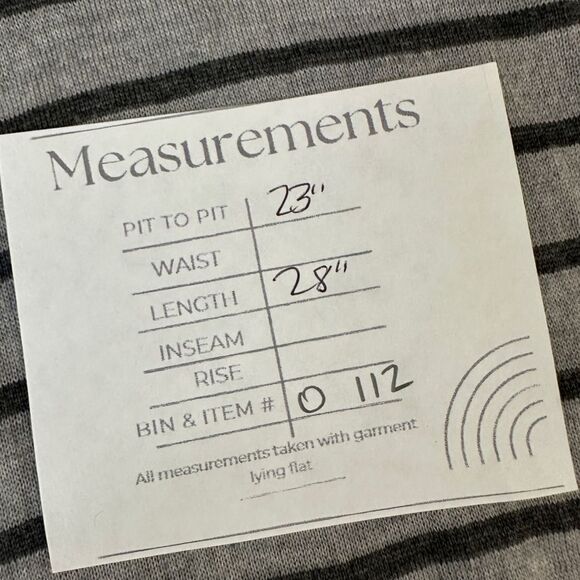 Measurements
PIT TO PIT 23"
WAIST
LENGTH 28"
INSEAM
RISE
BIN & ITEM # O 112
All measurements taken with garment
lying flat